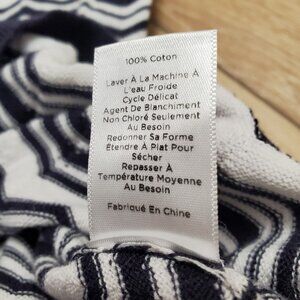 100% Coton
Laver À La Machine À
L'eau Froide
Cycle Délicat
Agent De Blanchiment
Non Chloré Seulement
Au Besoin
Redonner Sa Forme
Étendre À Plat Pour
Sécher
Repasser À
Température Moyenne
Au Besoin
Fabriqué En Chine